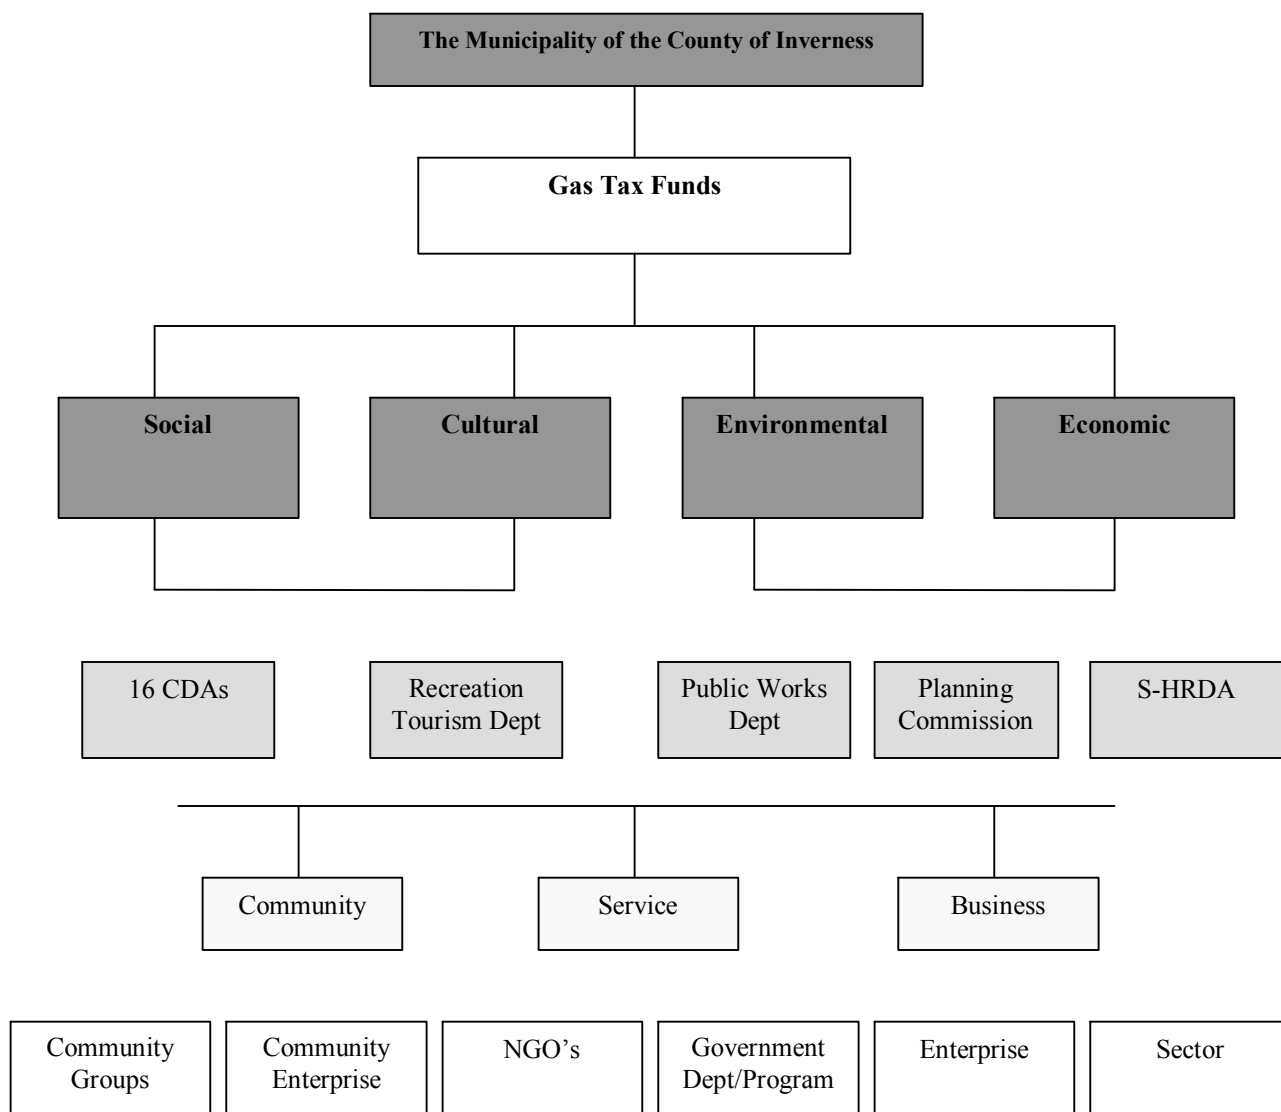 The Municipality of the County of Inverness
Gas Tax Funds
Social
Cultural
Environmental
Economic
16 CDAs
Recreation
Tourism Dept
Public Works
Dept
Planning
Commission
S-HRDA
Community
Service
Business
Community
Groups
Community
Enterprise
NGO’s
Government
Dept/Program
Enterprise
Sector